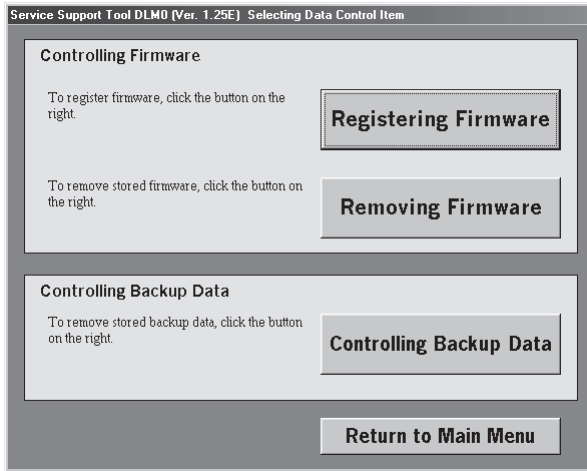 Service Support Tool DLM0 (Ver. 1.25E) Selecting Data Control Item
Controlling Firmware
To register firmware, click the button on the
right.
Registering Firmware
To remove stored firmware, click the button on
the right.
Removing Firmware
Controlling Backup Data
To remove stored backup data, click the button
on the right.
Controlling Backup Data
Return to Main Menu